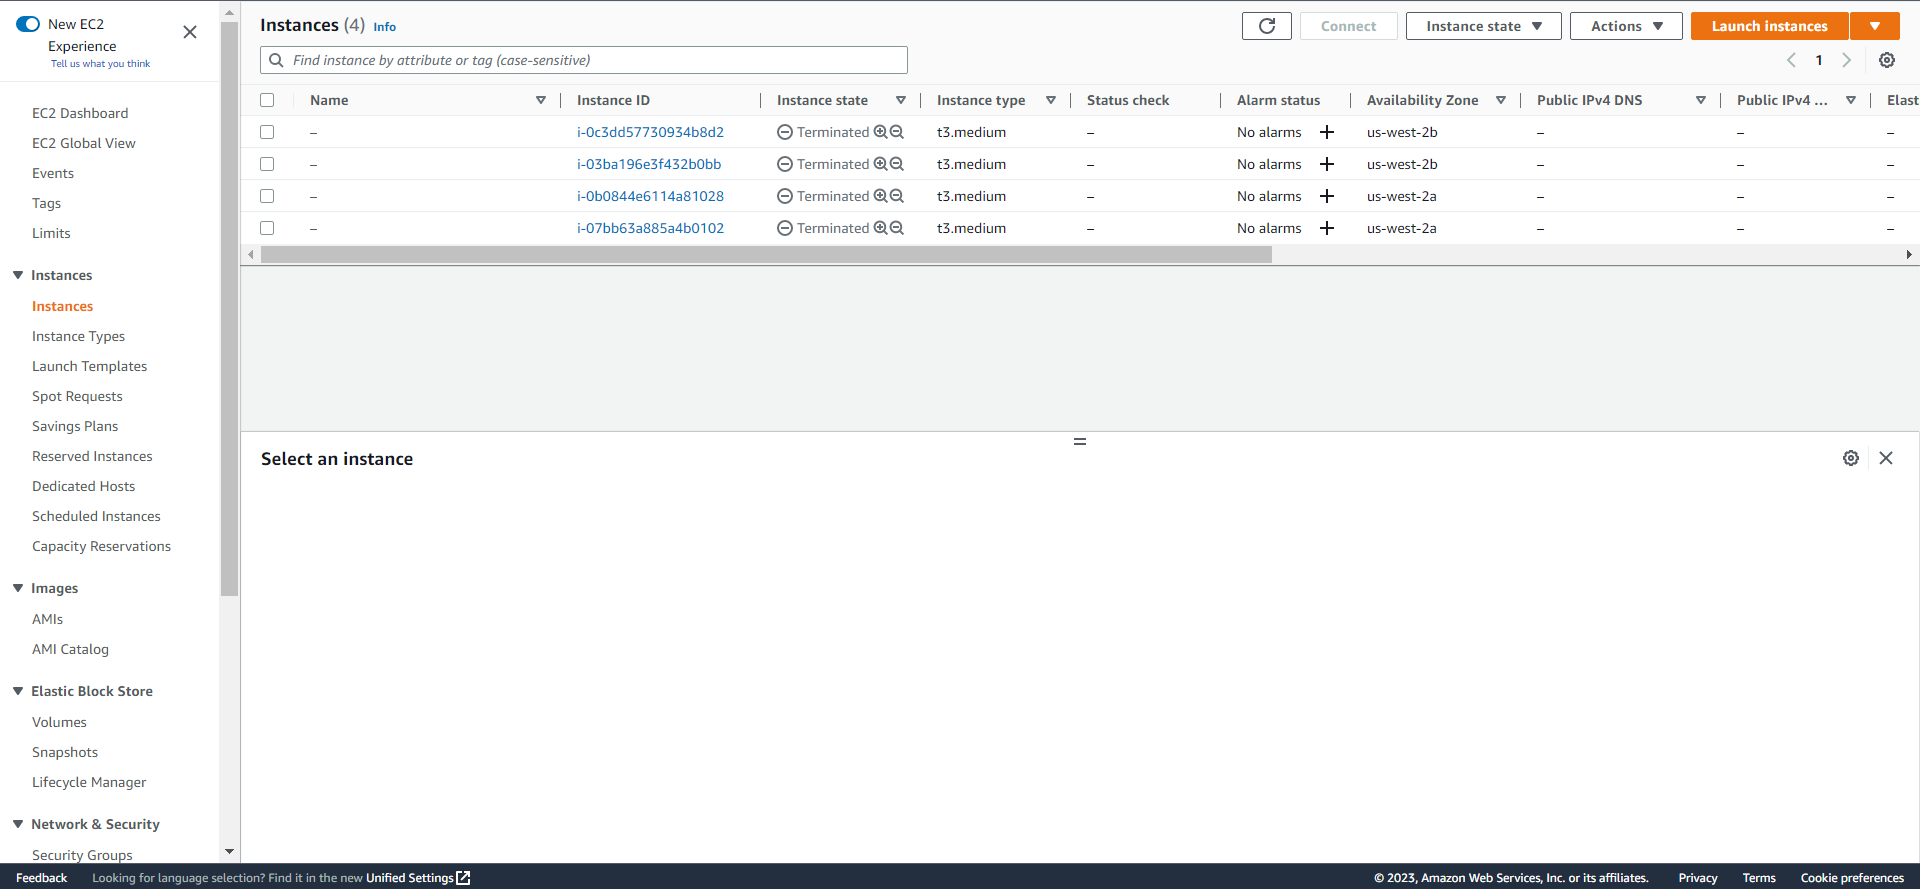 New EC2
Experience
Tell us what you think
EC2 Dashboard
EC2 Global View
Events
Tags
Limits
Instances
Instances
Instance Types
Launch Templates
Spot Requests
Savings Plans
Reserved Instances
Dedicated Hosts
Scheduled Instances
Capacity Reservations
Images
AMIs
AMI Catalog
Elastic Block Store
Volumes
Snapshots
Lifecycle Manager
Network & Security
Security Groups
Instances (4) Info
Connect Instance state Actions Launch instances
Find instance by attribute or tag (case-sensitive)
1
Name Instance ID Instance state Instance type Status check Alarm status Availability Zone Public IPv4 DNS Public IPv4 ... Elast
– i-0c3dd57730934b8d2 Terminated t3.medium – No alarms + us-west-2b – – –
– i-03ba196e3f432b0bb Terminated t3.medium – No alarms + us-west-2b – – –
– i-0b0844e6114a81028 Terminated t3.medium – No alarms + us-west-2a – – –
– i-07bb63a885a4b0102 Terminated t3.medium – No alarms + us-west-2a – – –
Select an instance
Feedback Looking for language selection? Find it in the new Unified Settings © 2023, Amazon Web Services, Inc. or its affiliates. Privacy Terms Cookie preferences